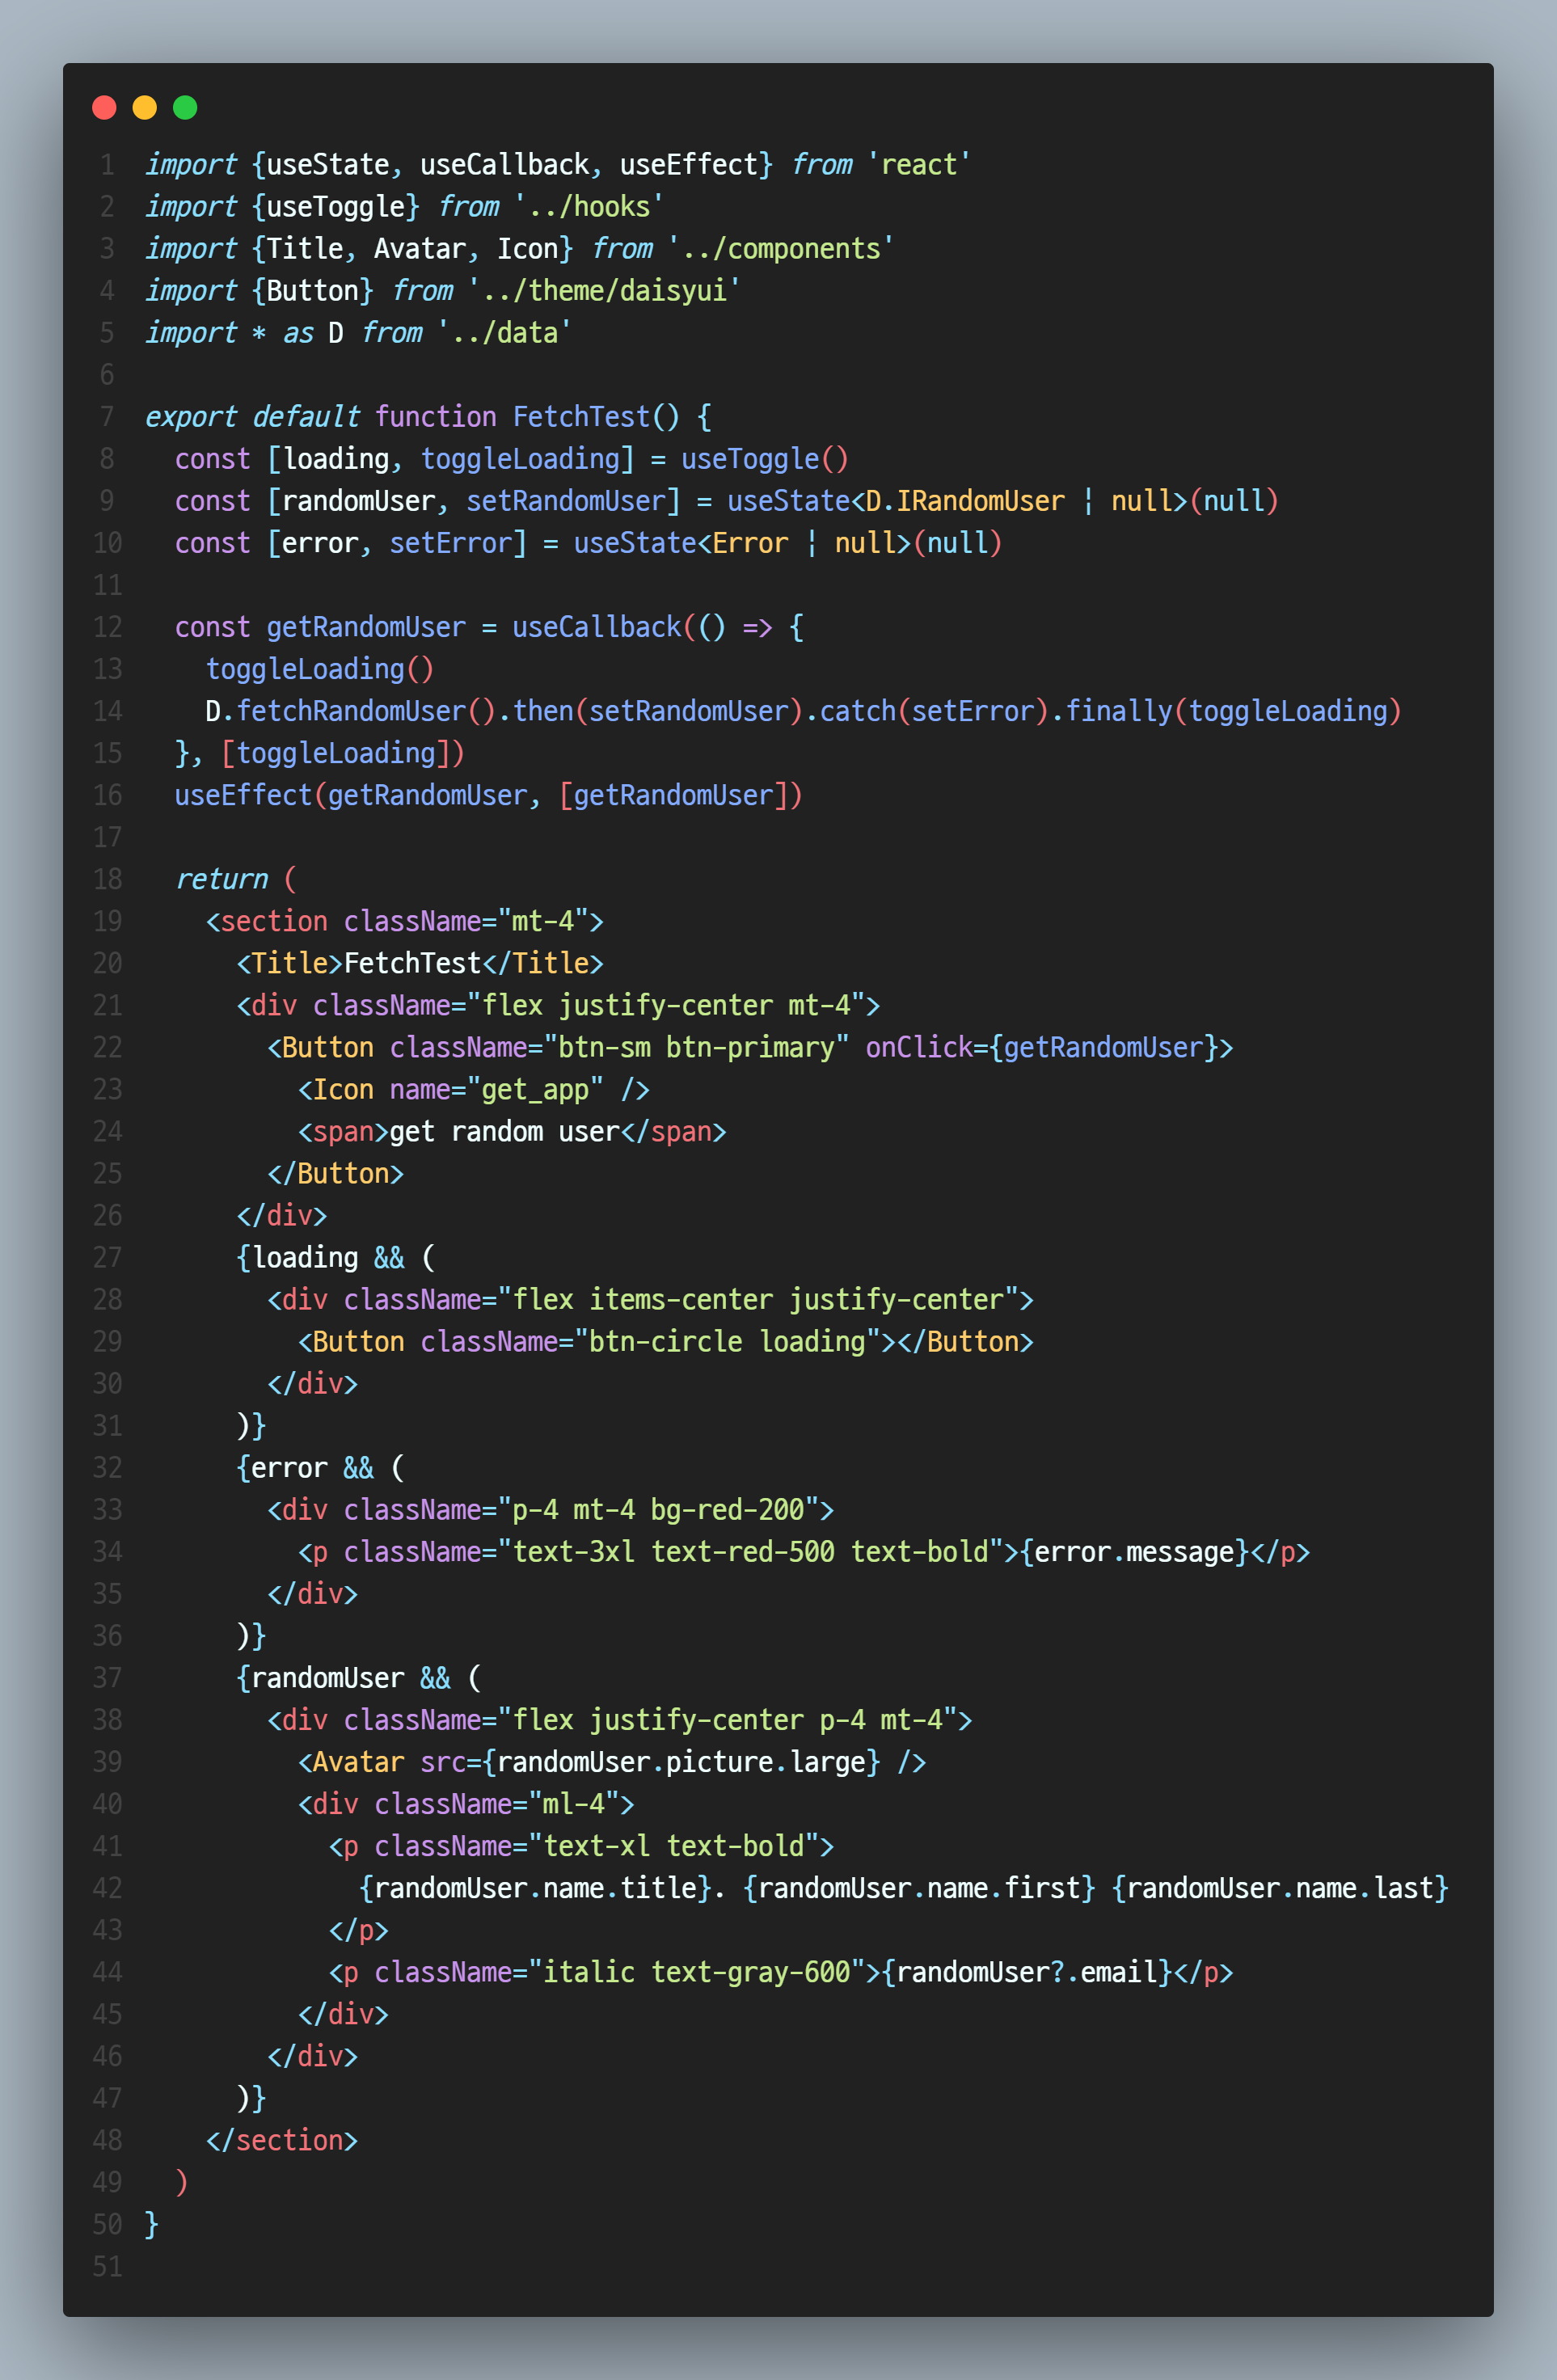 1 import {useState, useCallback, useEffect} from 'react'
2 import {useToggle} from '../hooks'
3 import {Title, Avatar, Icon} from '../components'
4 import {Button} from '../theme/daisyui'
5 import * as D from '../data'
6
7 export default function FetchTest() {
8   const [loading, toggleLoading] = useToggle()
9   const [randomUser, setRandomUser] = useState<D.IRandomUser | null>(null)
10   const [error, setError] = useState<Error | null>(null)
11
12   const getRandomUser = useCallback(() => {
13     toggleLoading()
14     D.fetchRandomUser().then(setRandomUser).catch(setError).finally(toggleLoading)
15   }, [toggleLoading])
16   useEffect(getRandomUser, [getRandomUser])
17
18   return (
19     <section className="mt-4">
20       <Title>FetchTest</Title>
21       <div className="flex justify-center mt-4">
22         <Button className="btn-sm btn-primary" onClick={getRandomUser}>
23           <Icon name="get_app" />
24           <span>get random user</span>
25         </Button>
26       </div>
27       {loading && (
28         <div className="flex items-center justify-center">
29           <Button className="btn-circle loading"></Button>
30         </div>
31       )}
32       {error && (
33         <div className="p-4 mt-4 bg-red-200">
34           <p className="text-3xl text-red-500 text-bold">{error.message}</p>
35         </div>
36       )}
37       {randomUser && (
38         <div className="flex justify-center p-4 mt-4">
39           <Avatar src={randomUser.picture.large} />
40           <div className="ml-4">
41             <p className="text-xl text-bold">
42               {randomUser.name.title}. {randomUser.name.first} {randomUser.name.last}
43             </p>
44             <p className="italic text-gray-600">{randomUser?.email}</p>
45           </div>
46         </div>
47       )}
48     </section>
49   )
50 }
51